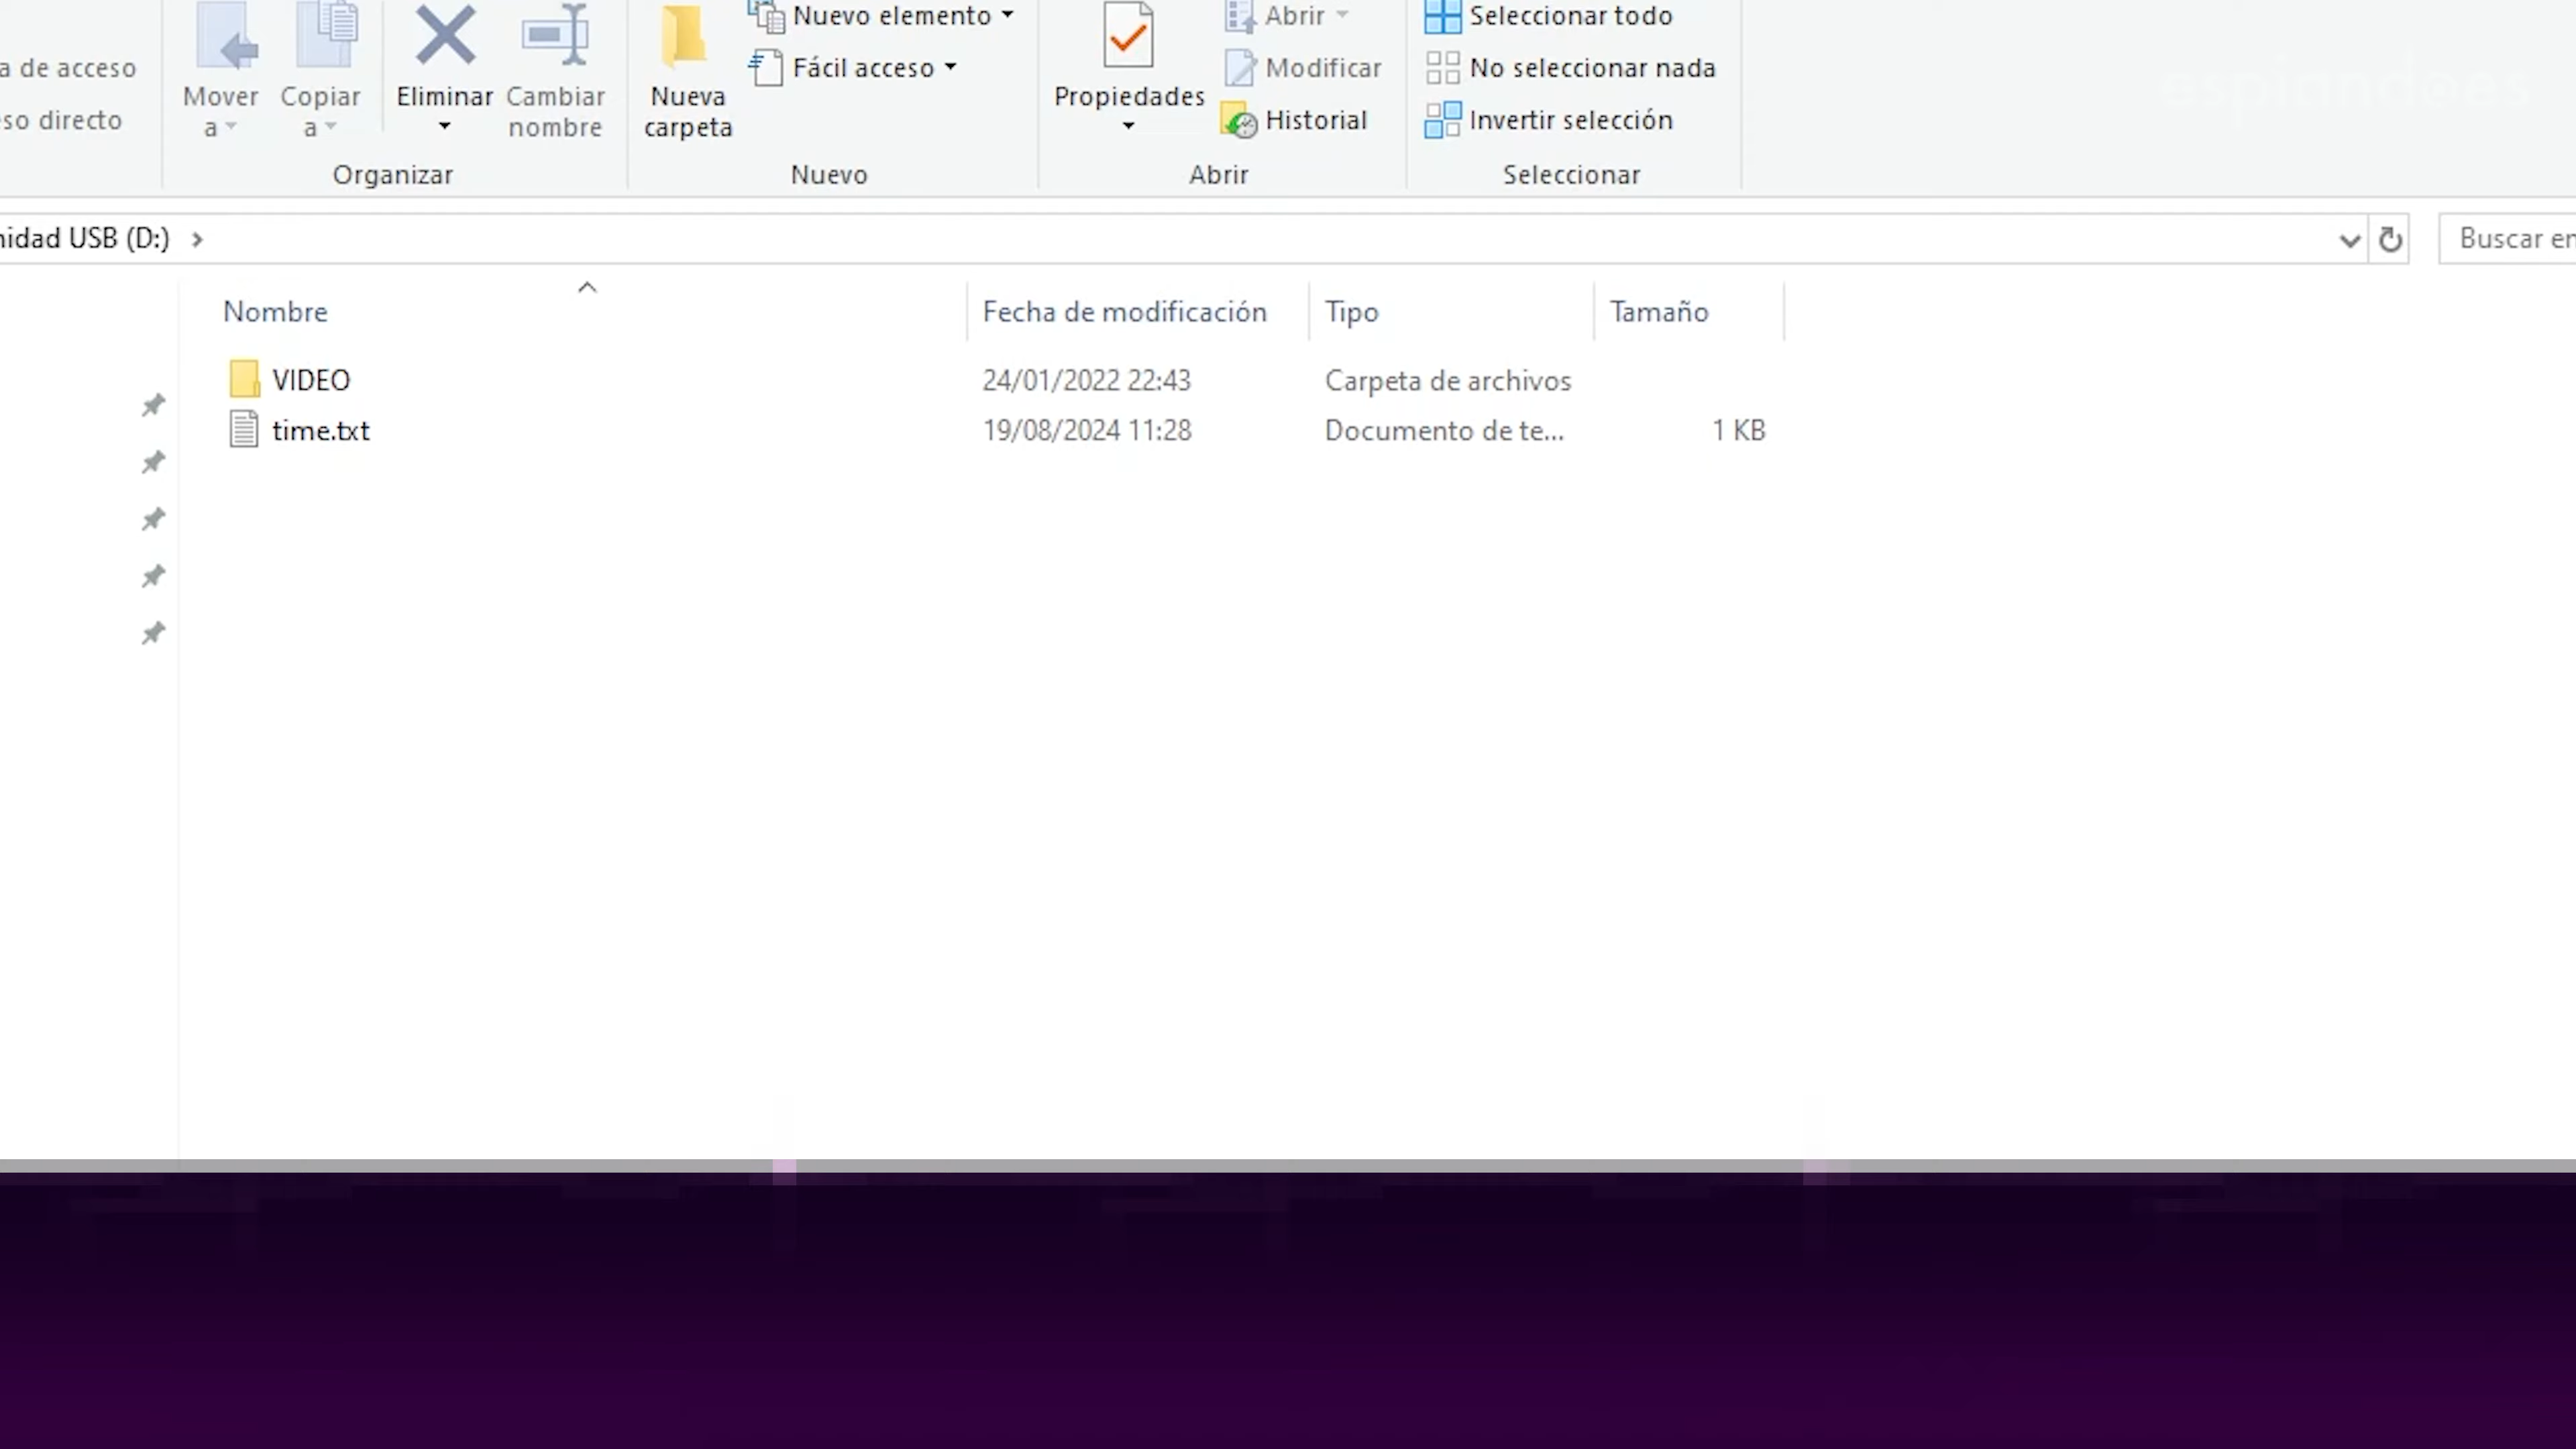 Nuevo elemento
Abrir
Seleccionar todo
a de acceso
Fácil acceso
Modificar
No seleccionar nada
Mover a
Copiar a
Eliminar
Cambiar nombre
Nueva carpeta
Propiedades
so directo
Historial
Invertir selección
Organizar
Nuevo
Abrir
Seleccionar
espiandoes
nidad USB (D:)
Buscar en
Nombre
Fecha de modificación
Tipo
Tamaño
VIDEO 24/01/2022 22:43 Carpeta de archivos
time.txt 19/08/2024 11:28 Documento de te... 1 KB